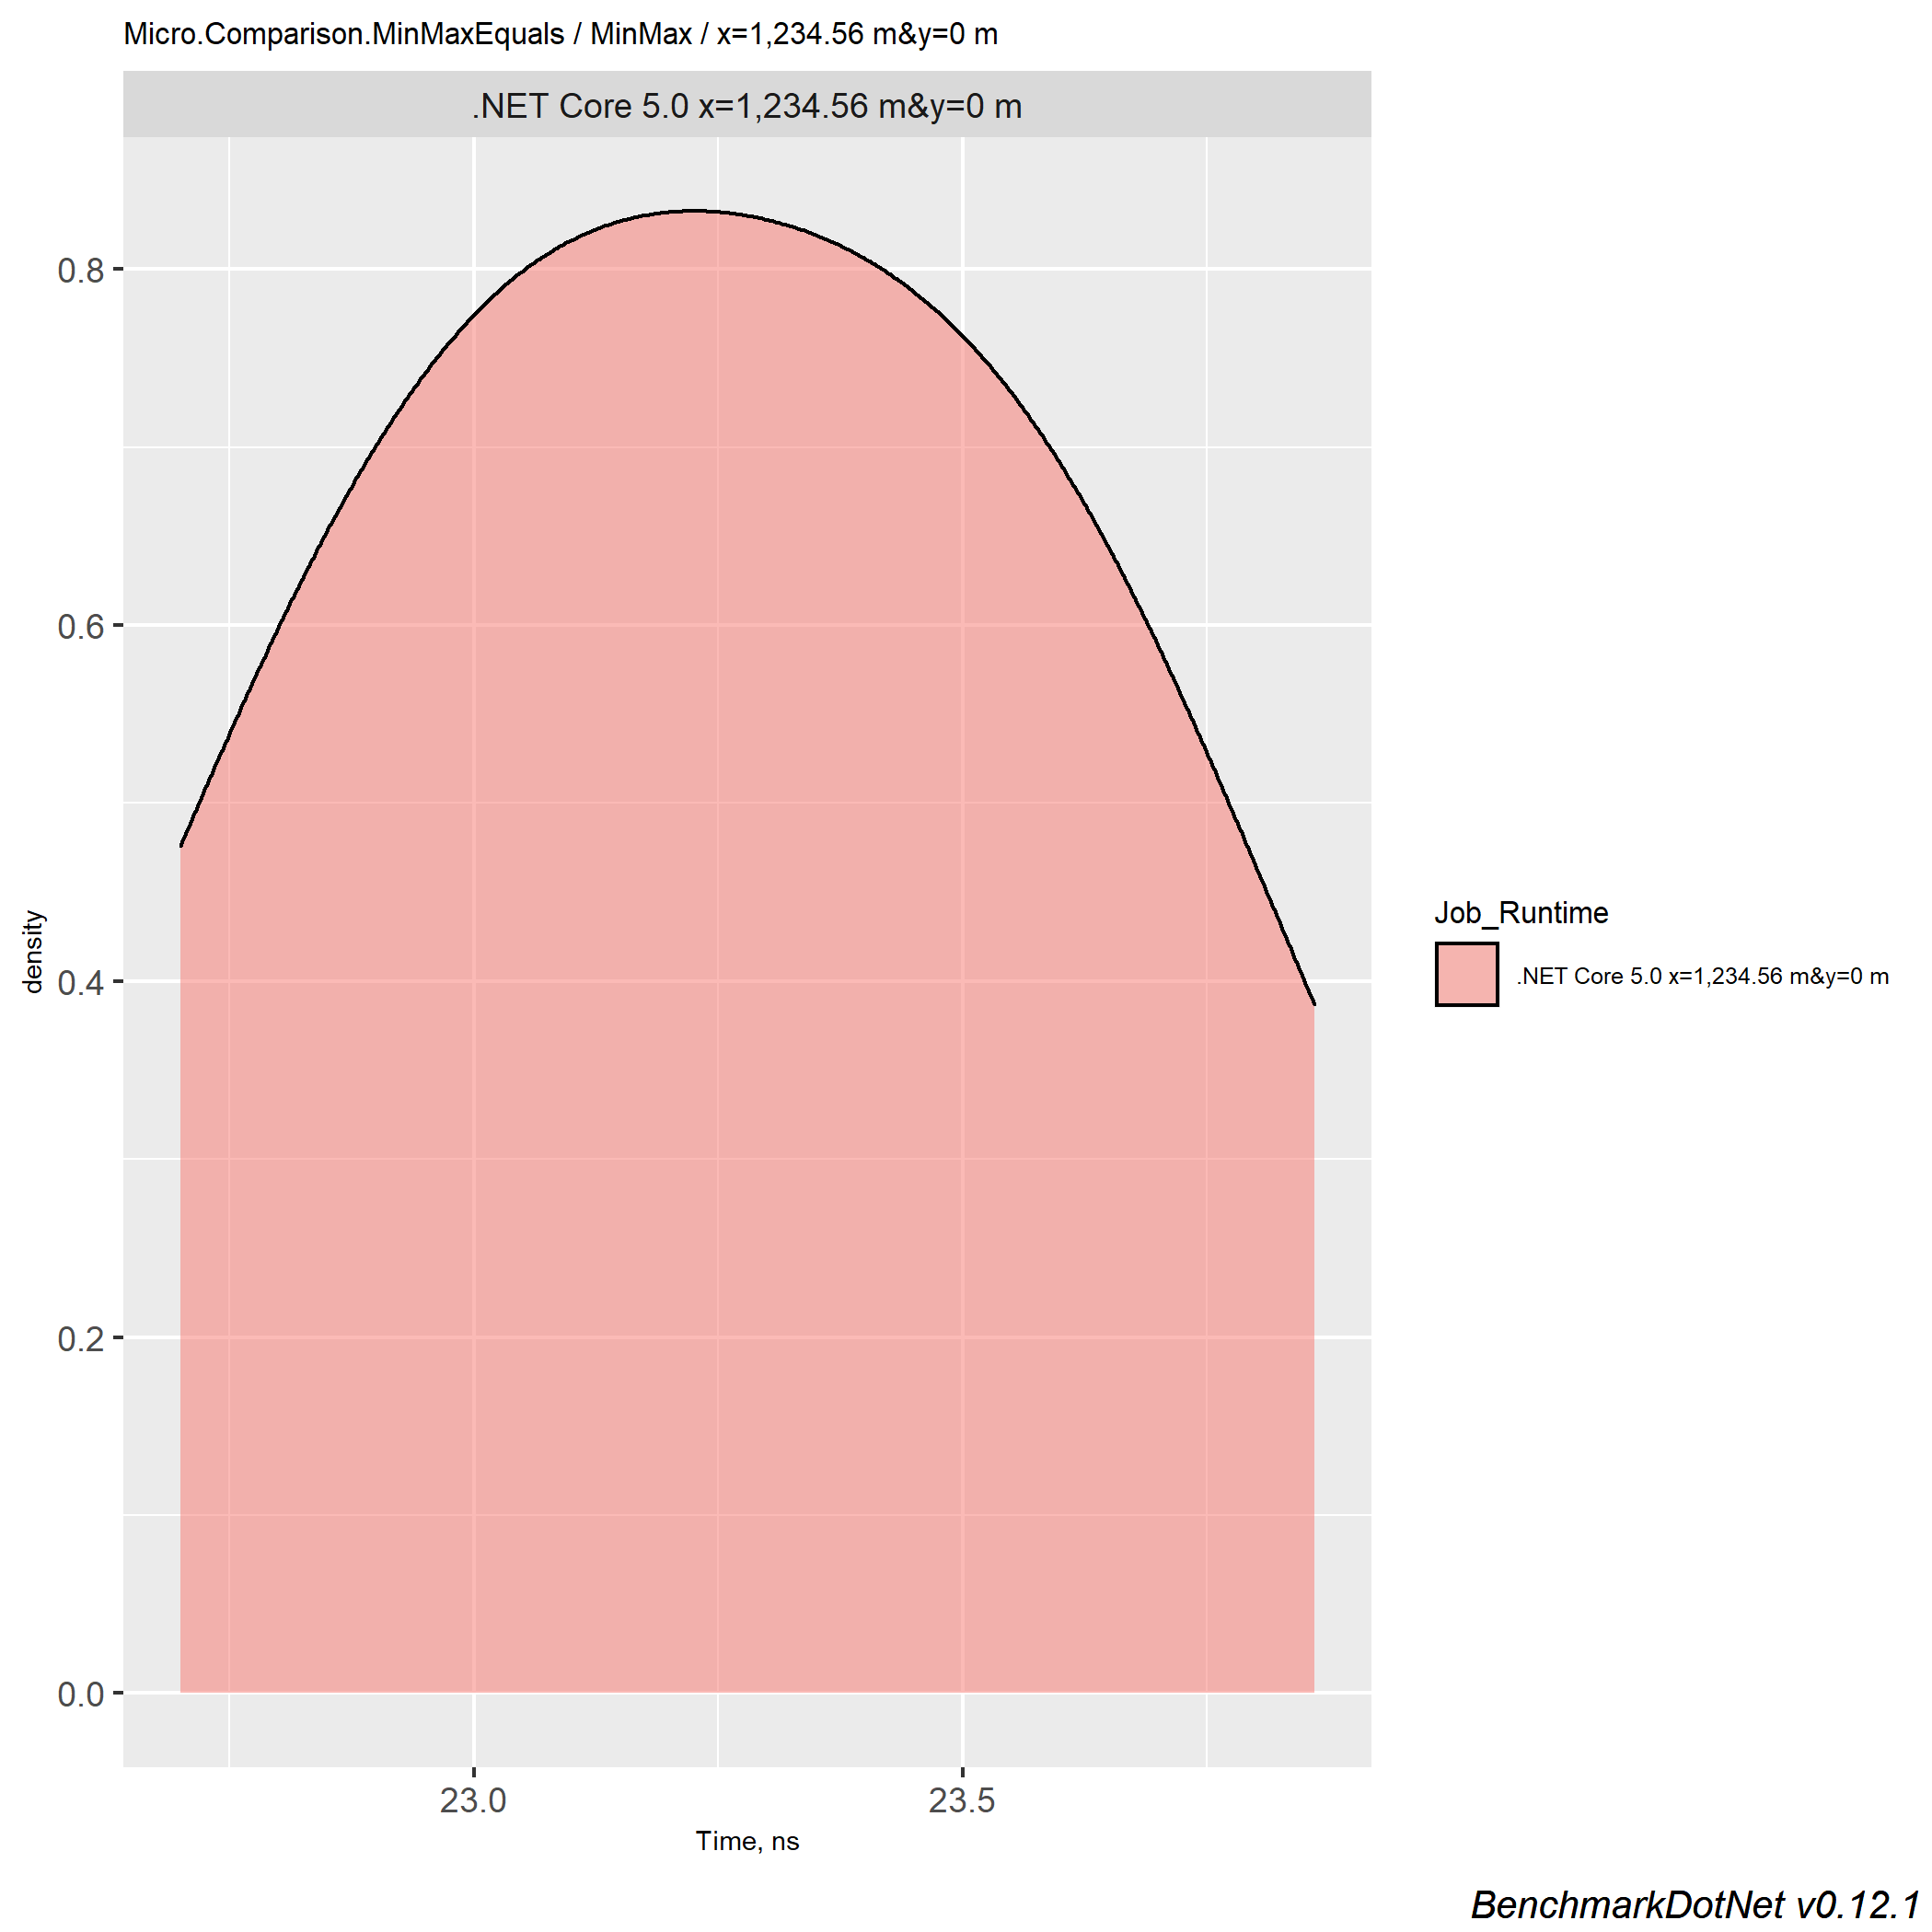 Micro.Comparison.MinMaxEquals / MinMax / x=1,234.56 m&y=0 m
.NET Core 5.0 x=1,234.56 m&y=0 m
density
0.8
0.6
0.4
0.2
0.0
23.0
23.5
Time, ns
Job_Runtime
.NET Core 5.0 x=1,234.56 m&y=0 m
BenchmarkDotNet v0.12.1